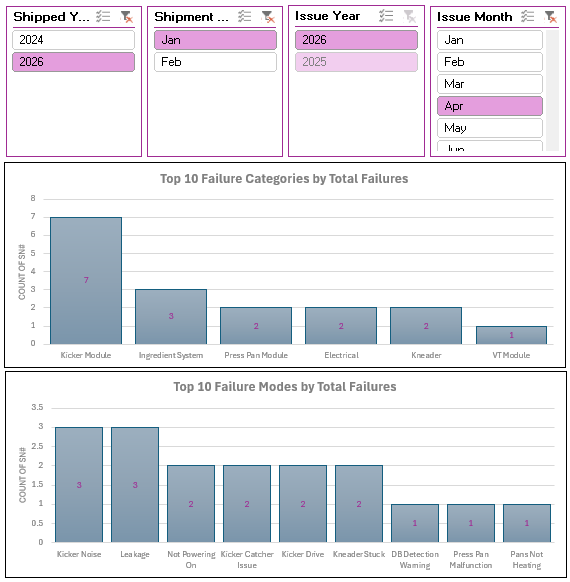 Shipped Y...
2024
2026
Shipment ...
Jan
Feb
Issue Year
2026
2025
Issue Month
Jan
Feb
Mar
Apr
May
Jun
Top 10 Failure Categories by Total Failures
COUNT OF SN#
8
7
6
5
4
3
2
1
0
7
3
2
2
2
1
Kicker Module
Ingredient System
Press Pan Module
Electrical
Kneader
VT Module
Top 10 Failure Modes by Total Failures
COUNT OF SN#
3.5
3
2.5
2
1.5
1
0.5
0
3
3
2
2
2
2
1
1
1
Kicker Noise
Leakage
Not Powering
On
Kicker Catcher
Issue
Kicker Drive
Kneader Stuck
DB Detection
Warning
Press Pan
Malfunction
Pans Not
Heating